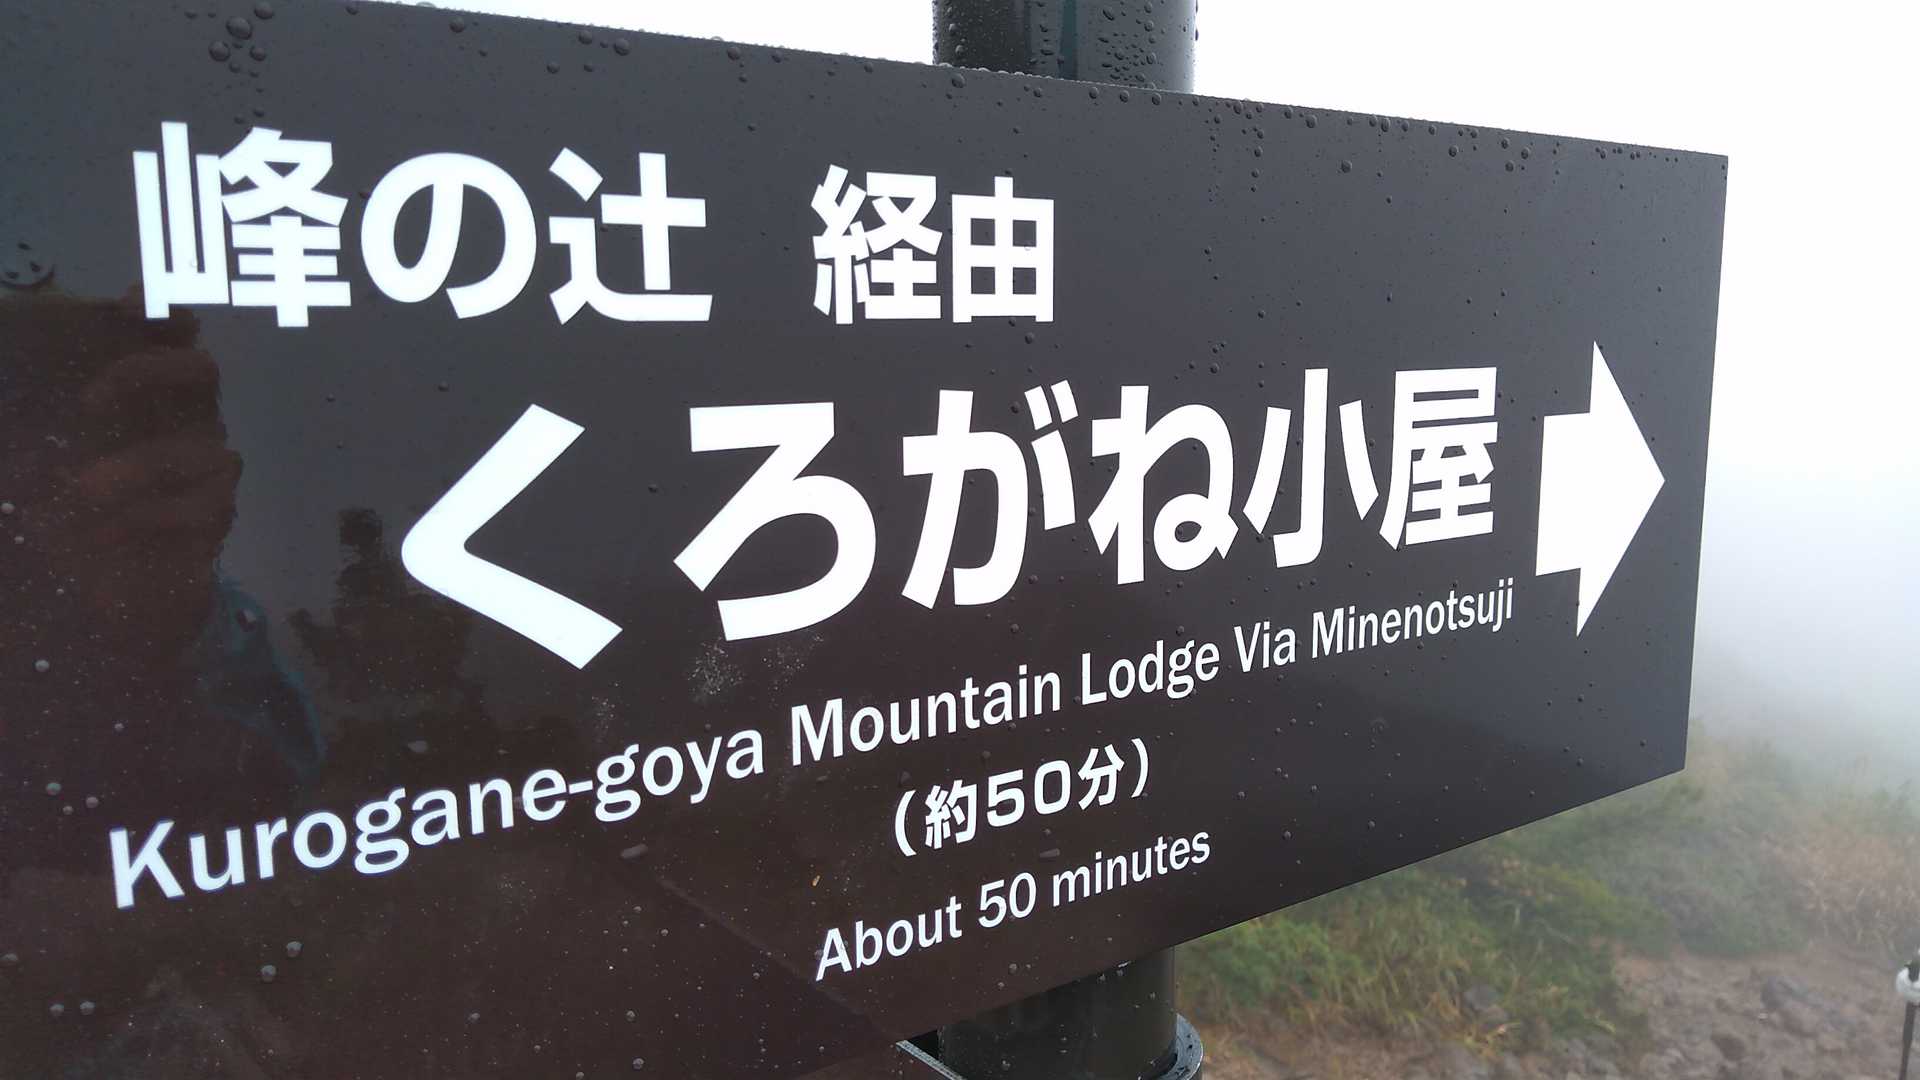 峰の辻 経由
くろがね小屋
Kurogane-goya Mountain Lodge Via Minenotsuji
（約50分）
About 50 minutes